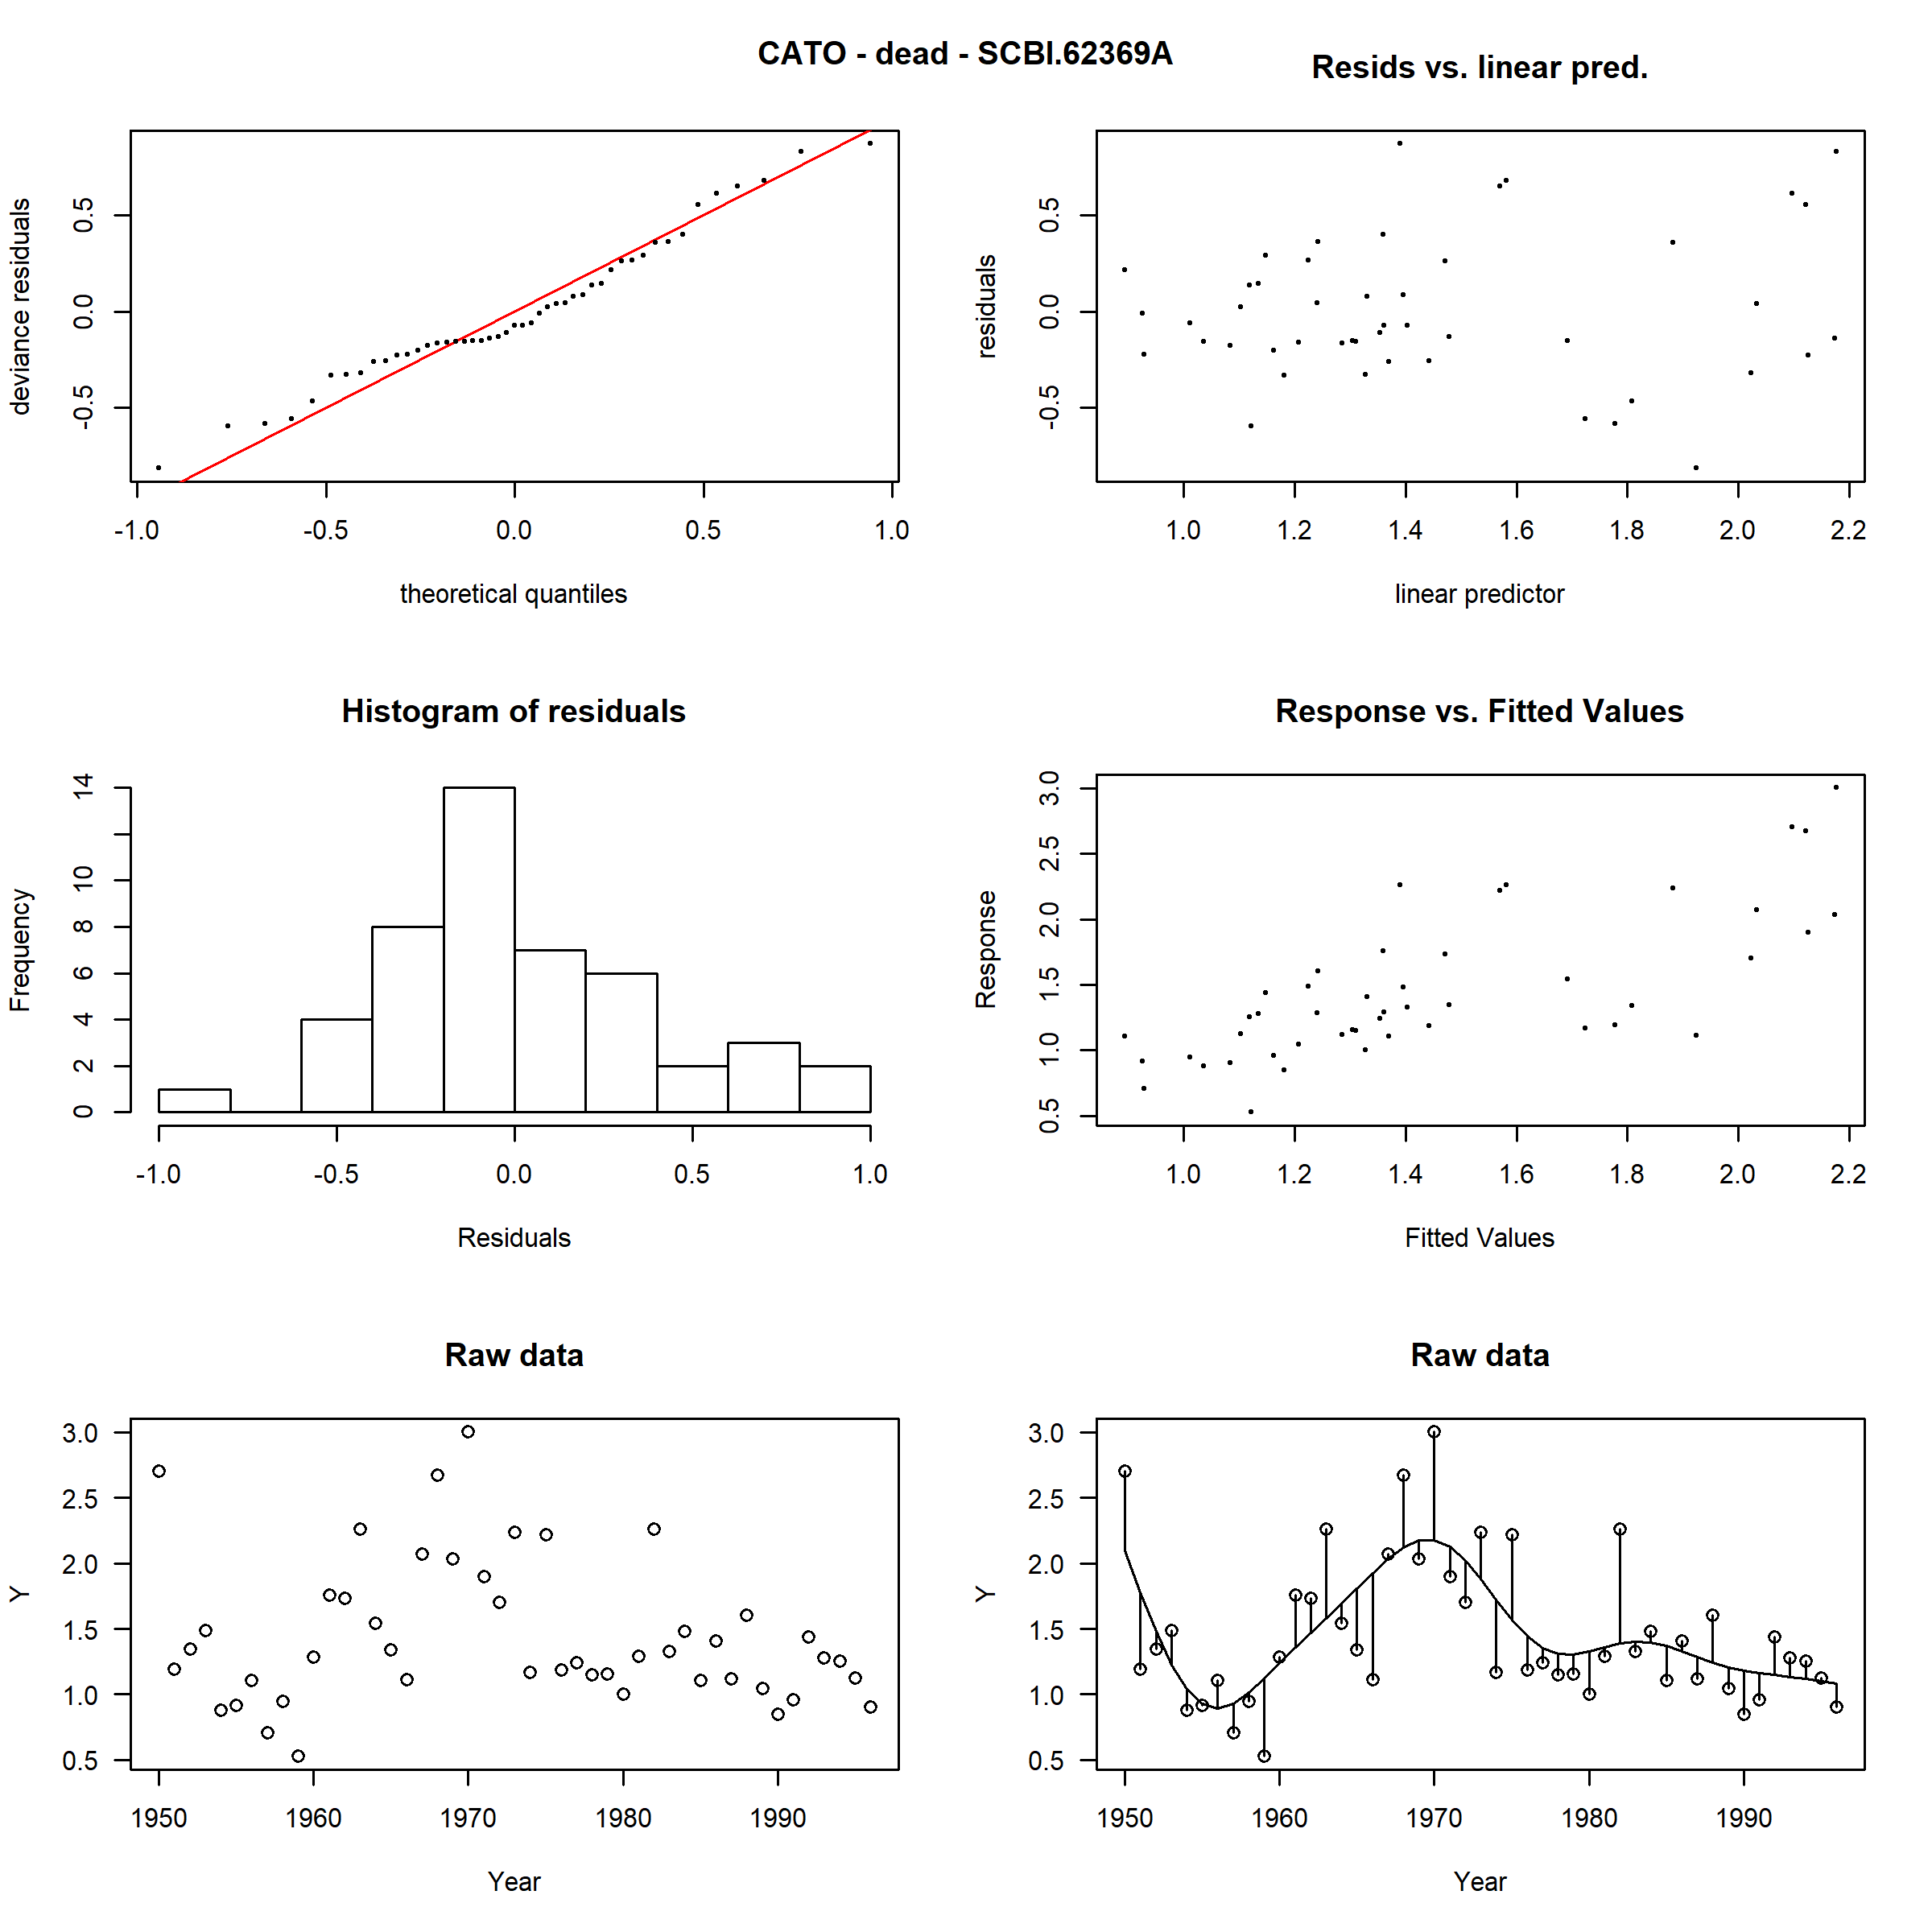 CATO - dead - SCBI.62369A
Resids vs. linear pred.
deviance residuals
-0.5 0.0 0.5
-1.0 -0.5 0.0 0.5 1.0
theoretical quantiles
residuals
-0.5 0.0 0.5
1.0 1.2 1.4 1.6 1.8 2.0 2.2
linear predictor
Histogram of residuals
Frequency
0 2 4 6 8 10 14
-1.0 -0.5 0.0 0.5 1.0
Residuals
Response vs. Fitted Values
Response
0.5 1.0 1.5 2.0 2.5 3.0
1.0 1.2 1.4 1.6 1.8 2.0 2.2
Fitted Values
Raw data
Y
3.0
2.5
2.0
1.5
1.0
0.5
1950 1960 1970 1980 1990
Year
Raw data
Y
3.0
2.5
2.0
1.5
1.0
0.5
1950 1960 1970 1980 1990
Year